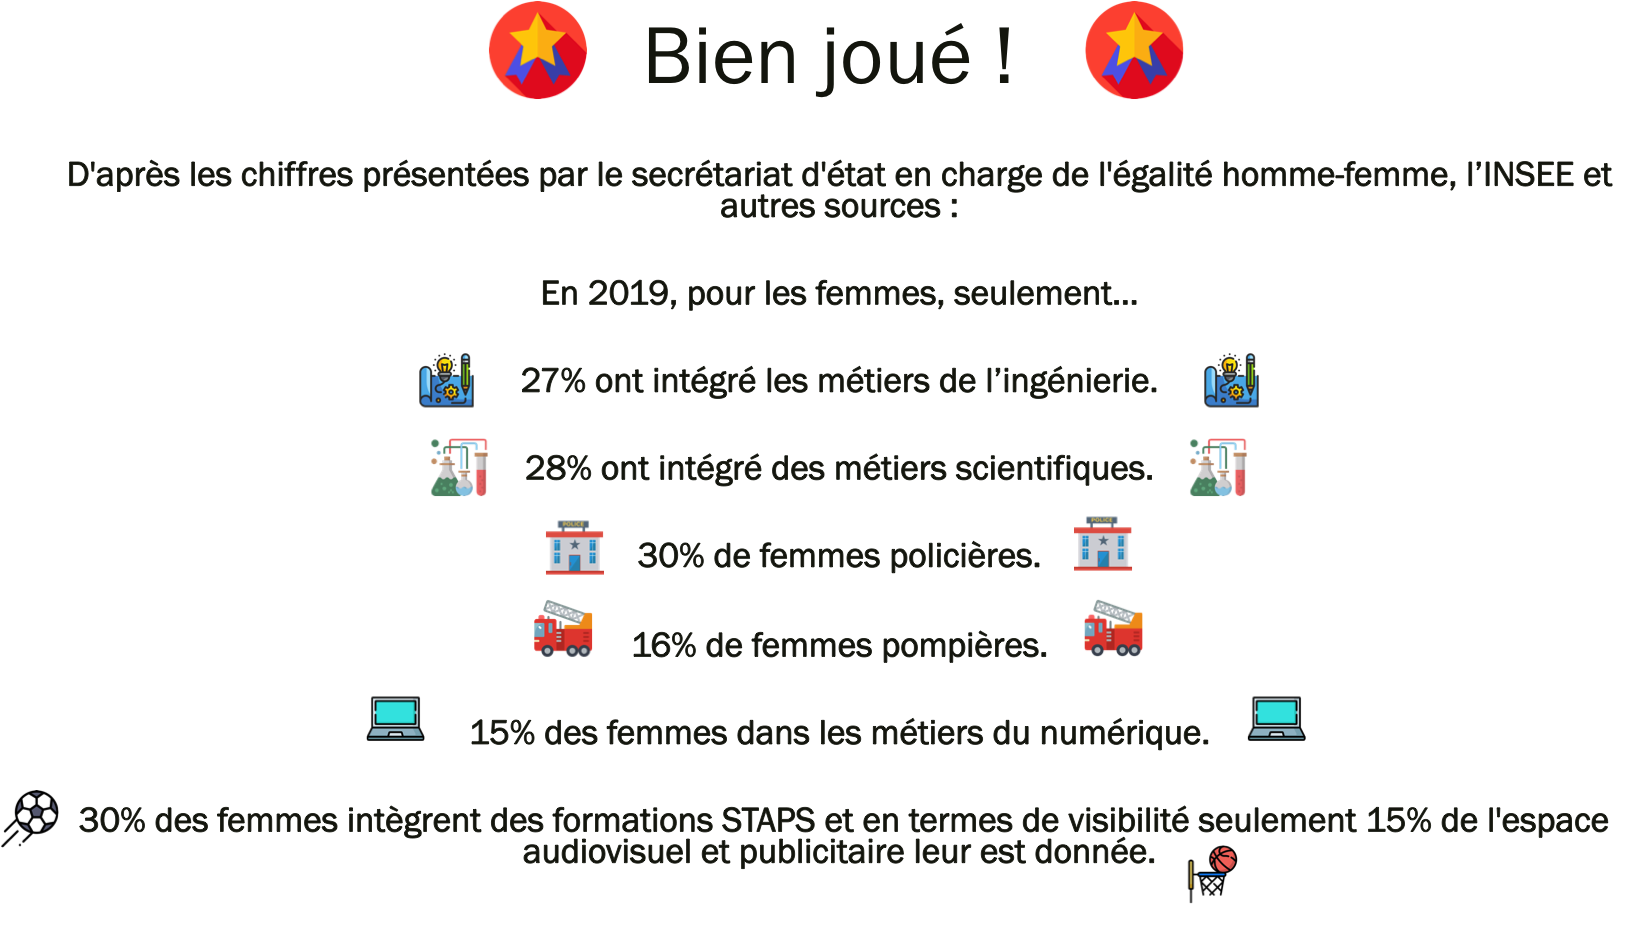 Bien joué !
D'après les chiffres présentées par le secrétariat d'état en charge de l'égalité homme-femme, l’INSEE et
autres sources :
En 2019, pour les femmes, seulement...
27% ont intégré les métiers de l’ingénierie.
28% ont intégré des métiers scientifiques.
POLICE
POLICE
30% de femmes policières.
16% de femmes pompières.
15% des femmes dans les métiers du numérique.
30% des femmes intègrent des formations STAPS et en termes de visibilité seulement 15% de l'espace
audiovisuel et publicitaire leur est donnée.